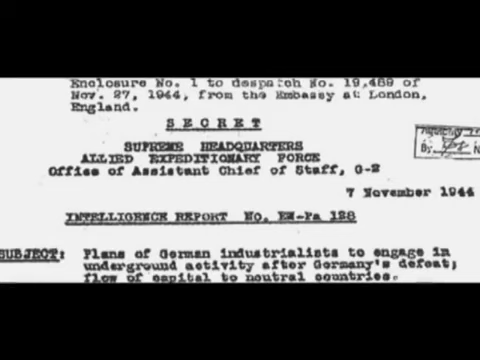 Enclosure No. 1 to despatch No. 19,489 of
Nov. 27, 1944, from the Embassy at London,
England.
SECRET
SUPREME HEADQUARTERS
ALLIED EXPEDITIONARY FORCE
Office of Assistant Chief of Staff, G-2
By N
7 November 1944
INTELLIGENCE REPORT NO. EW-Pa 128
SUBJECT: Plans of German industrialists to engage in
underground activity after Germany's defeat;
flow of capital to neutral countries.